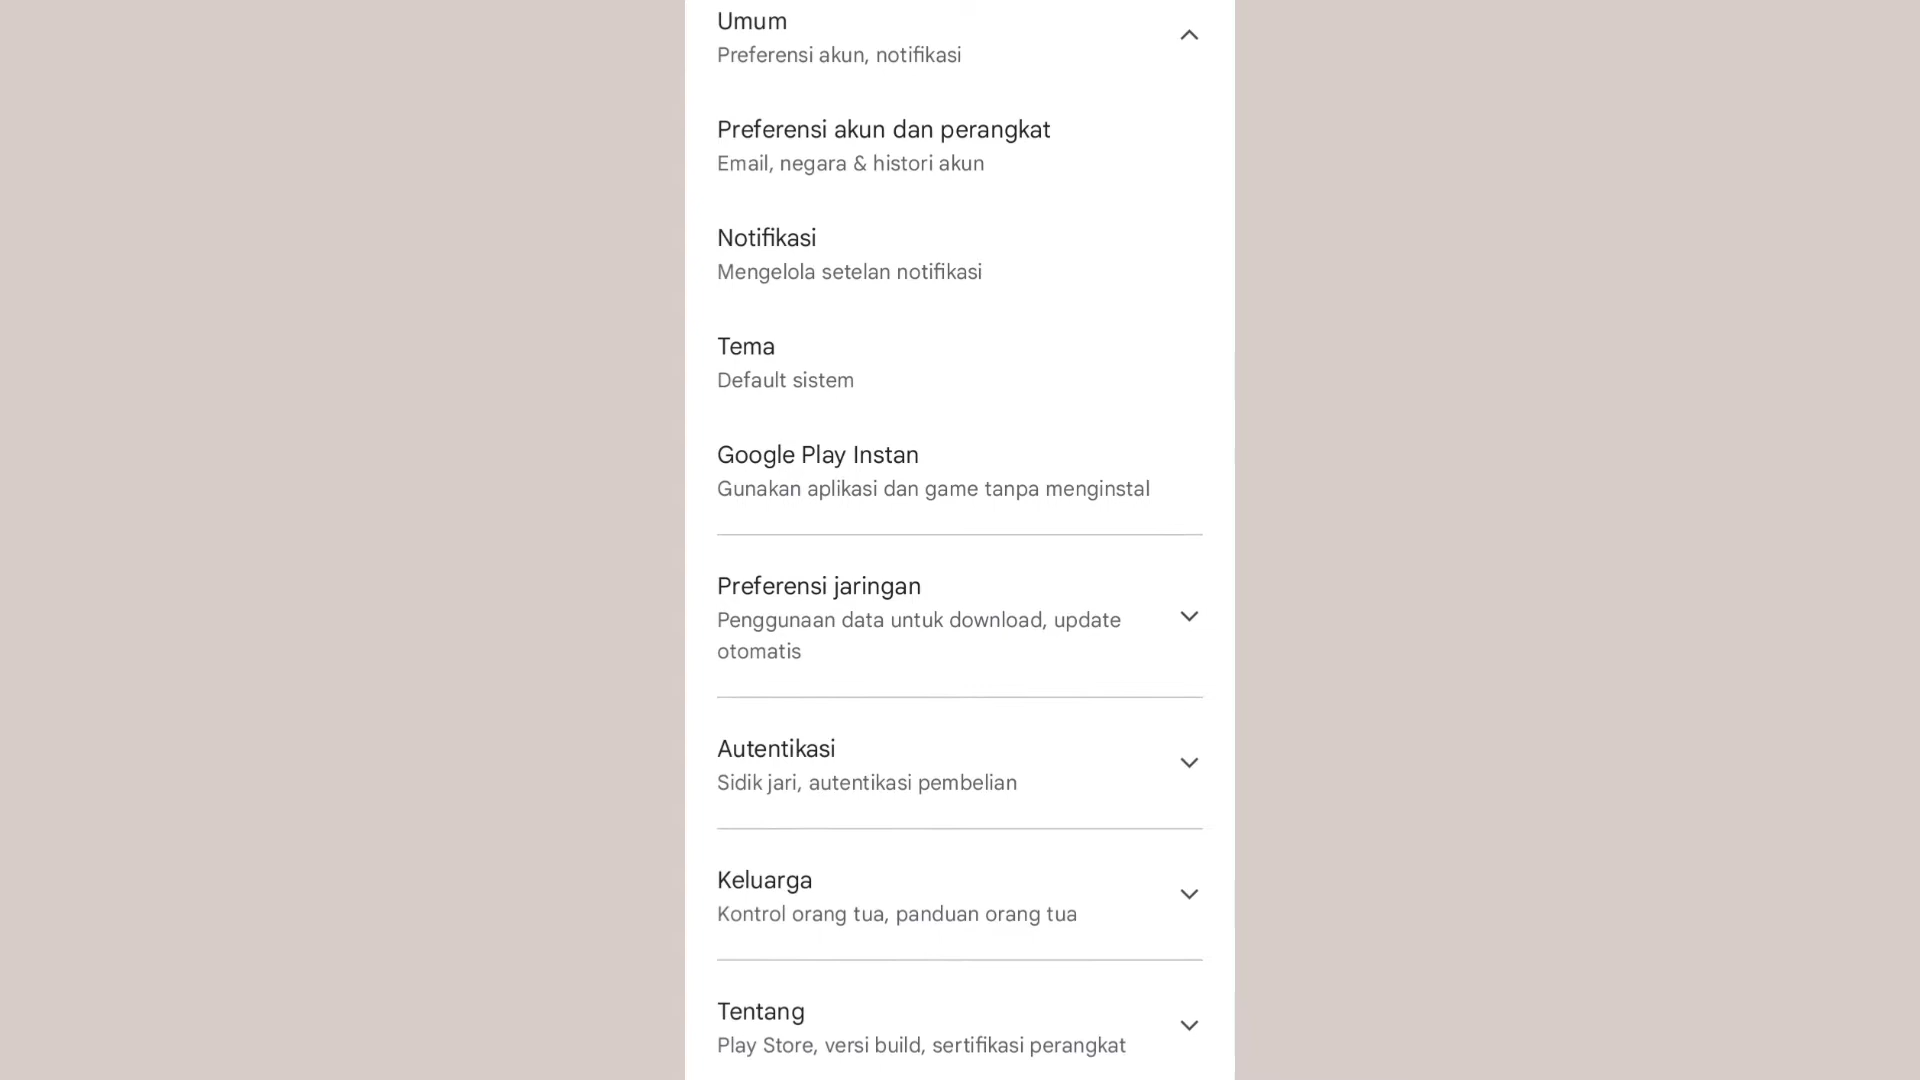 Umum
Preferensi akun, notifikasi
Preferensi akun dan perangkat
Email, negara & histori akun
Notifikasi
Mengelola setelan notifikasi
Tema
Default sistem
Google Play Instan
Gunakan aplikasi dan game tanpa menginstal
Preferensi jaringan
Penggunaan data untuk download, update
otomatis
Autentikasi
Sidik jari, autentikasi pembelian
Keluarga
Kontrol orang tua, panduan orang tua
Tentang
Play Store, versi build, sertifikasi perangkat